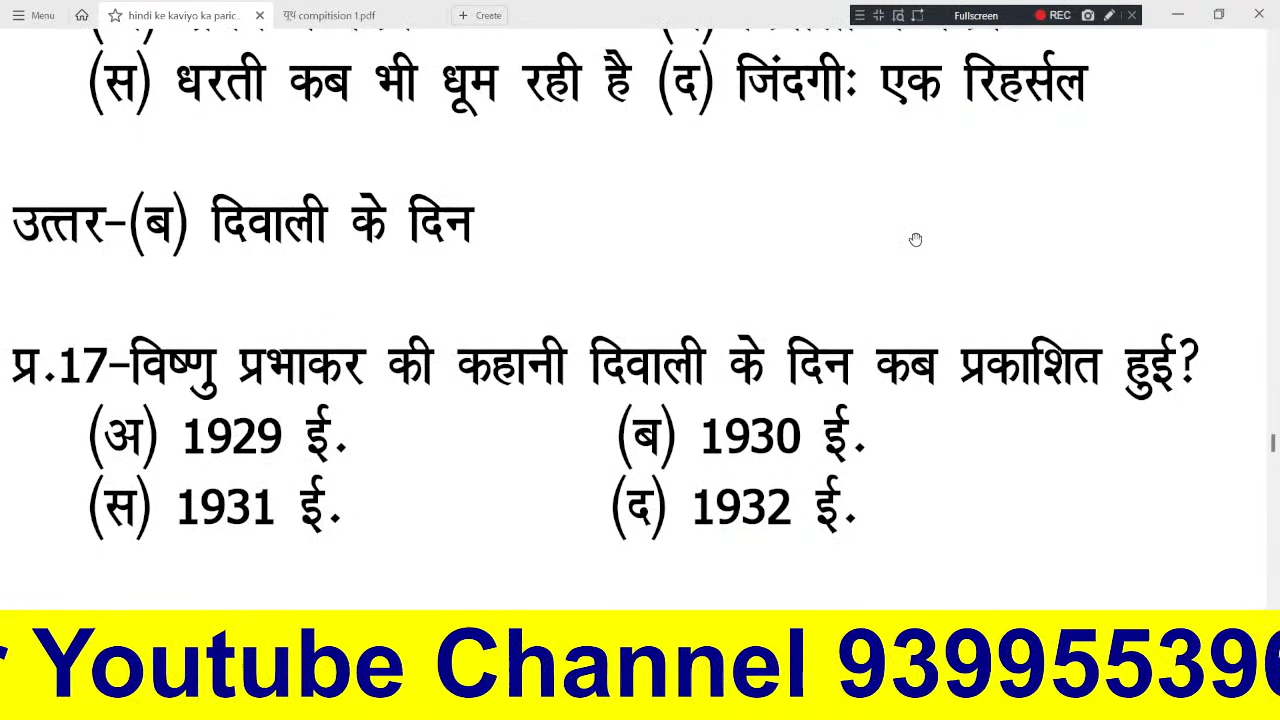 Menu
hindi ke kaviyo ka paric...
यूथ compitision 1.pdf
Create
Fullscreen
REC
(स) धरती कब भी धूम रही है (द) जिंदगीः एक रिहर्सल
उत्तर-(ब) दिवाली के दिन
प्र.17-विष्णु प्रभाकर की कहानी दिवाली के दिन कब प्रकाशित हुई?
(अ) 1929 ई. (ब) 1930 ई.
(स) 1931 ई. (द) 1932 ई.
Youtube Channel 939955396